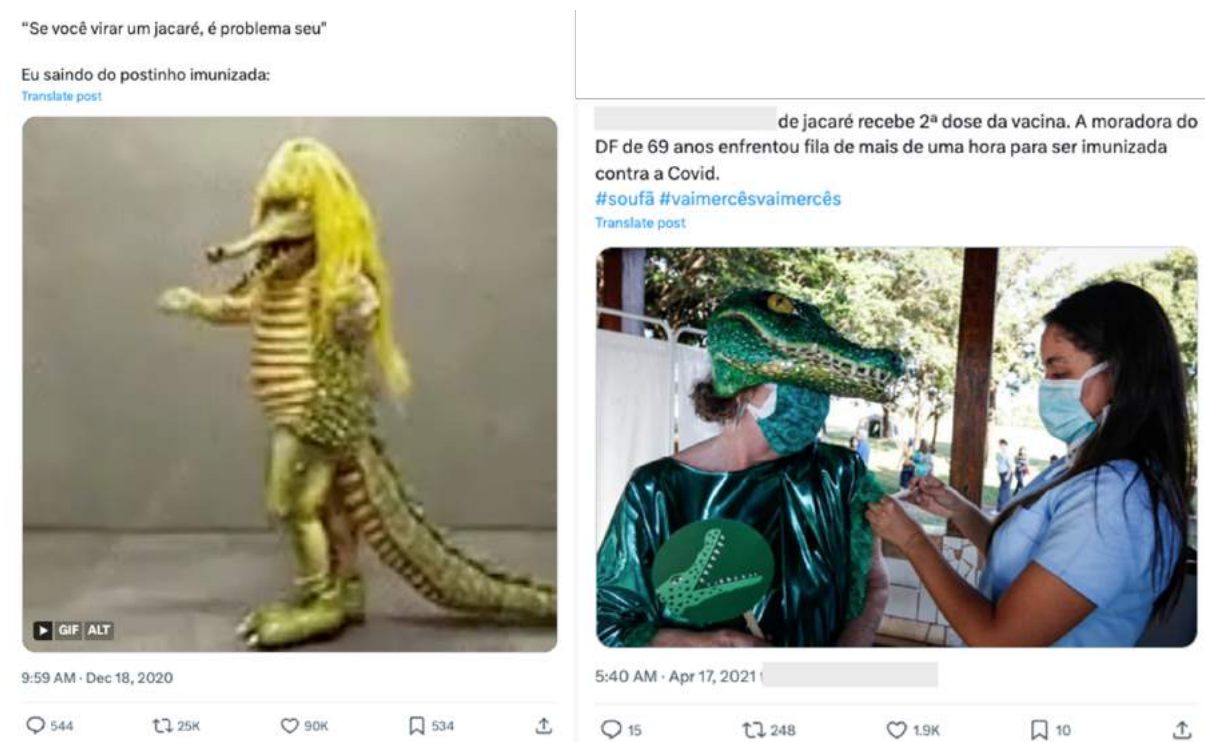 “Se você virar um jacaré, é problema seu”
Eu saindo do postinho imunizada:
Translate post
GIF ALT
9:59 AM · Dec 18, 2020
544 25K 90K 534
de jacaré recebe 2ª dose da vacina. A moradora do
DF de 69 anos enfrentou fila de mais de uma hora para ser imunizada
contra a Covid.
#soufã #vaimercêsvaimercês
Translate post
5:40 AM · Apr 17, 2021
15 248 1.9K 10